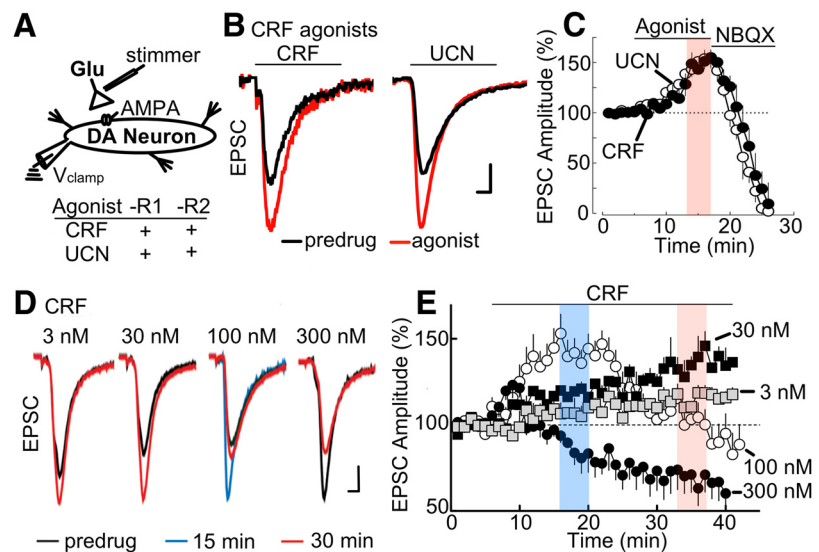 A
stimmer
Glu
AMPA
DA Neuron
Vclamp
Agonist -R1 -R2
CRF + +
UCN + +
B
CRF agonists
CRF UCN
EPSC
predrug agonist
C
Agonist
NBQX
UCN
CRF
EPSC Amplitude (%)
150
100
50
0
0 10 20 30
Time (min)
D
CRF
3 nM 30 nM 100 nM 300 nM
EPSC
predrug 15 min 30 min
E
CRF
EPSC Amplitude (%)
150
100
50
30 nM
3 nM
100 nM
300 nM
0 10 20 30 40
Time (min)